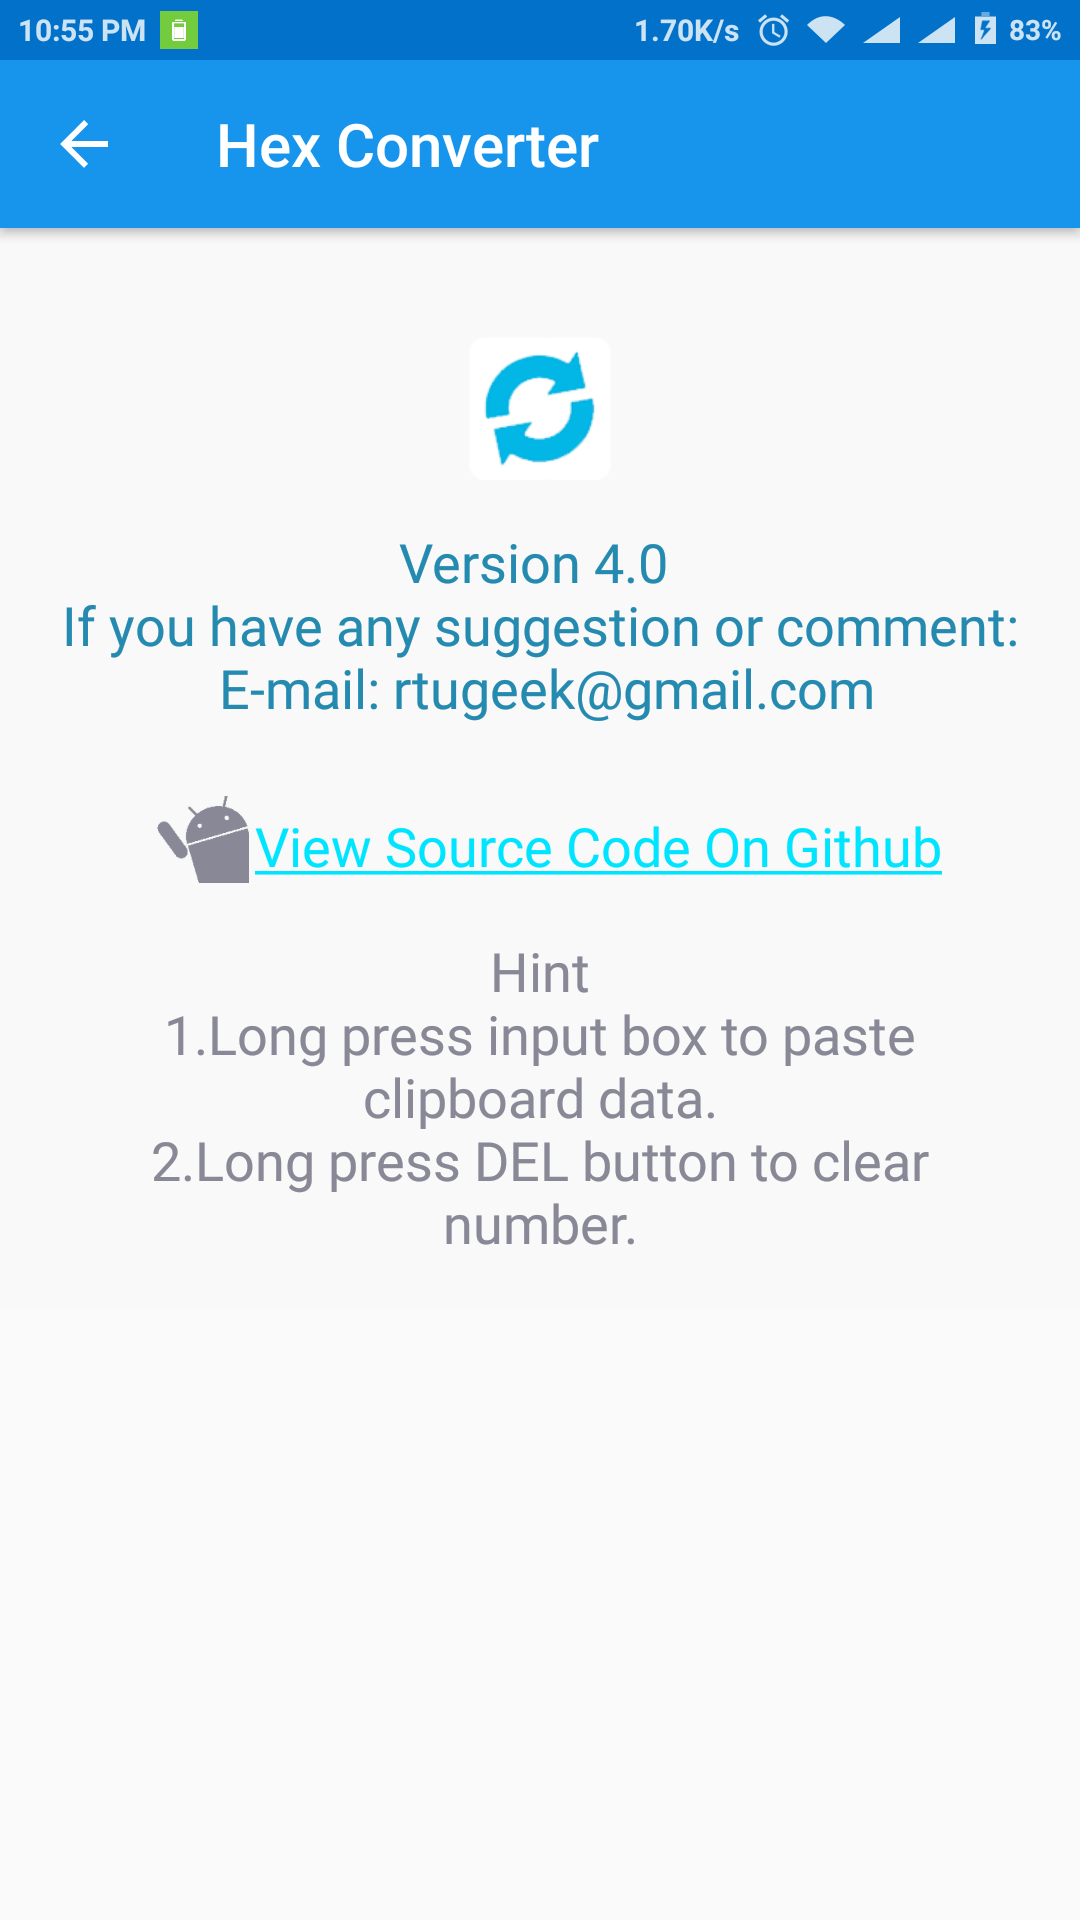 10:55 PM 1.70K/s 83%
Hex Converter
Version 4.0
If you have any suggestion or comment:
E-mail: rtugeek@gmail.com
View Source Code On Github
Hint
1.Long press input box to paste
clipboard data.
2.Long press DEL button to clear
number.